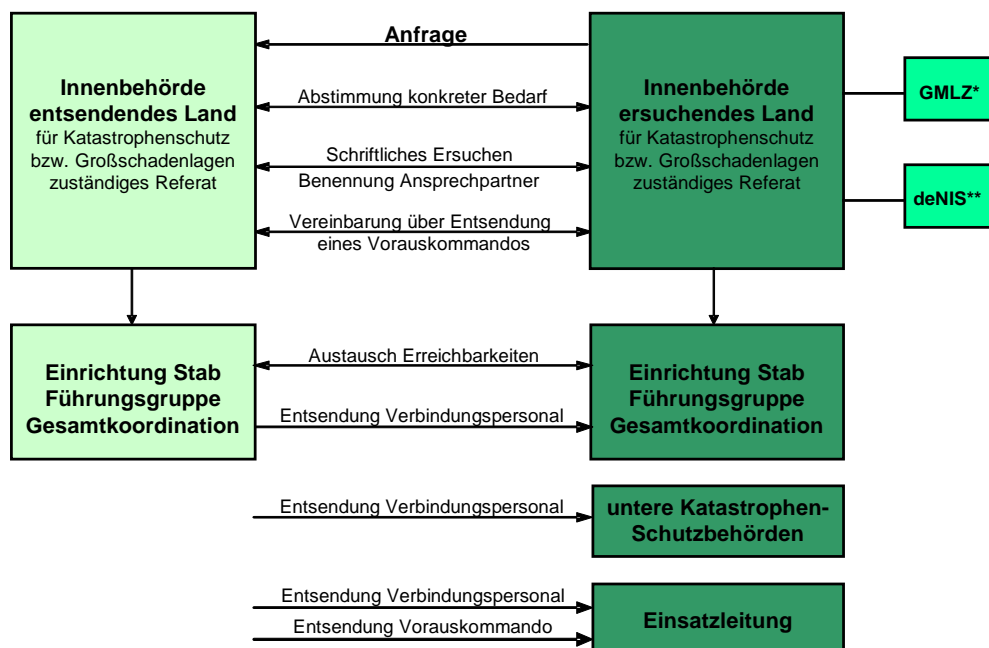 Anfrage
Innenbehörde
entsendendes Land
für Katastrophenschutz
bzw. Großschadenlagen
zuständiges Referat
Abstimmung konkreter Bedarf
Schriftliches Ersuchen
Benennung Ansprechpartner
Vereinbarung über Entsendung
eines Vorauskommandos
Innenbehörde
ersuchendes Land
für Katastrophenschutz
bzw. Großschadenlagen
zuständiges Referat
GMLZ*
deNIS**
Einrichtung Stab
Führungsgruppe
Gesamtkoordination
Austausch Erreichbarkeiten
Entsendung Verbindungspersonal
Einrichtung Stab
Führungsgruppe
Gesamtkoordination
Entsendung Verbindungspersonal
untere Katastrophen-
Schutzbehörden
Entsendung Verbindungspersonal
Entsendung Vorauskommando
Einsatzleitung